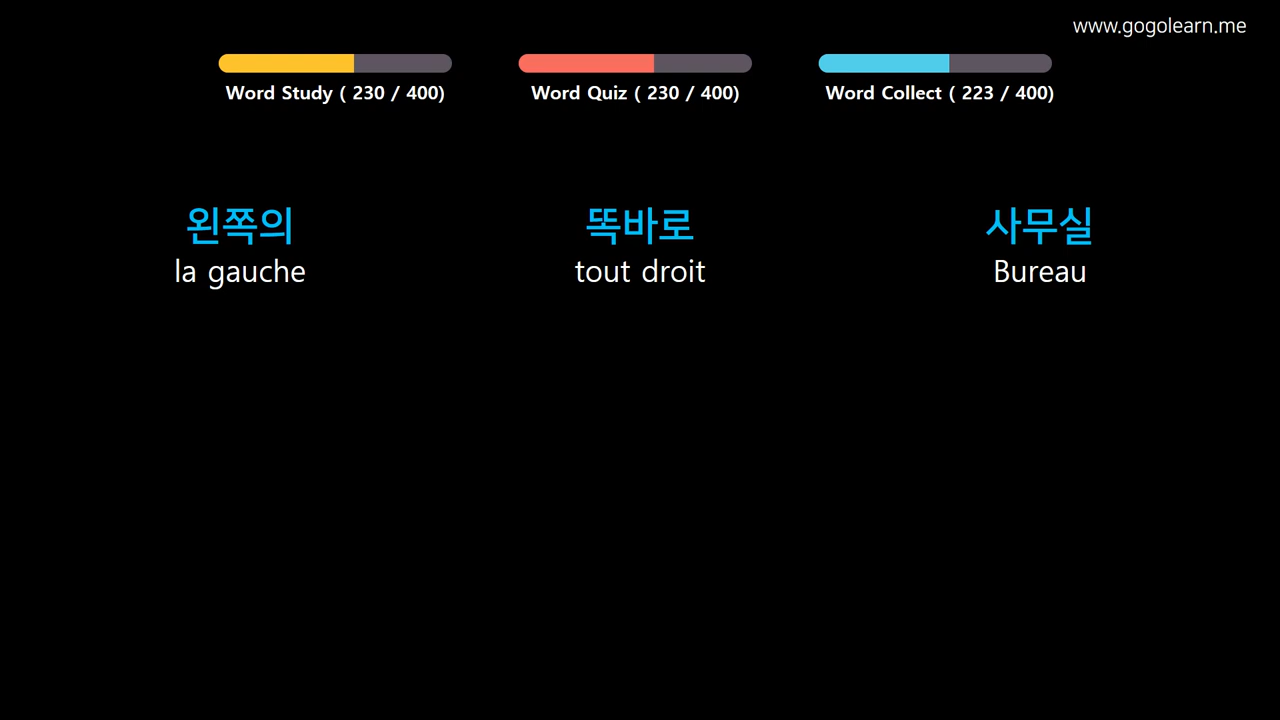 www.gogolearn.me
Word Study ( 230 / 400)
Word Quiz ( 230 / 400)
Word Collect ( 223 / 400)
왼쪽의
la gauche
똑바로
tout droit
사무실
Bureau